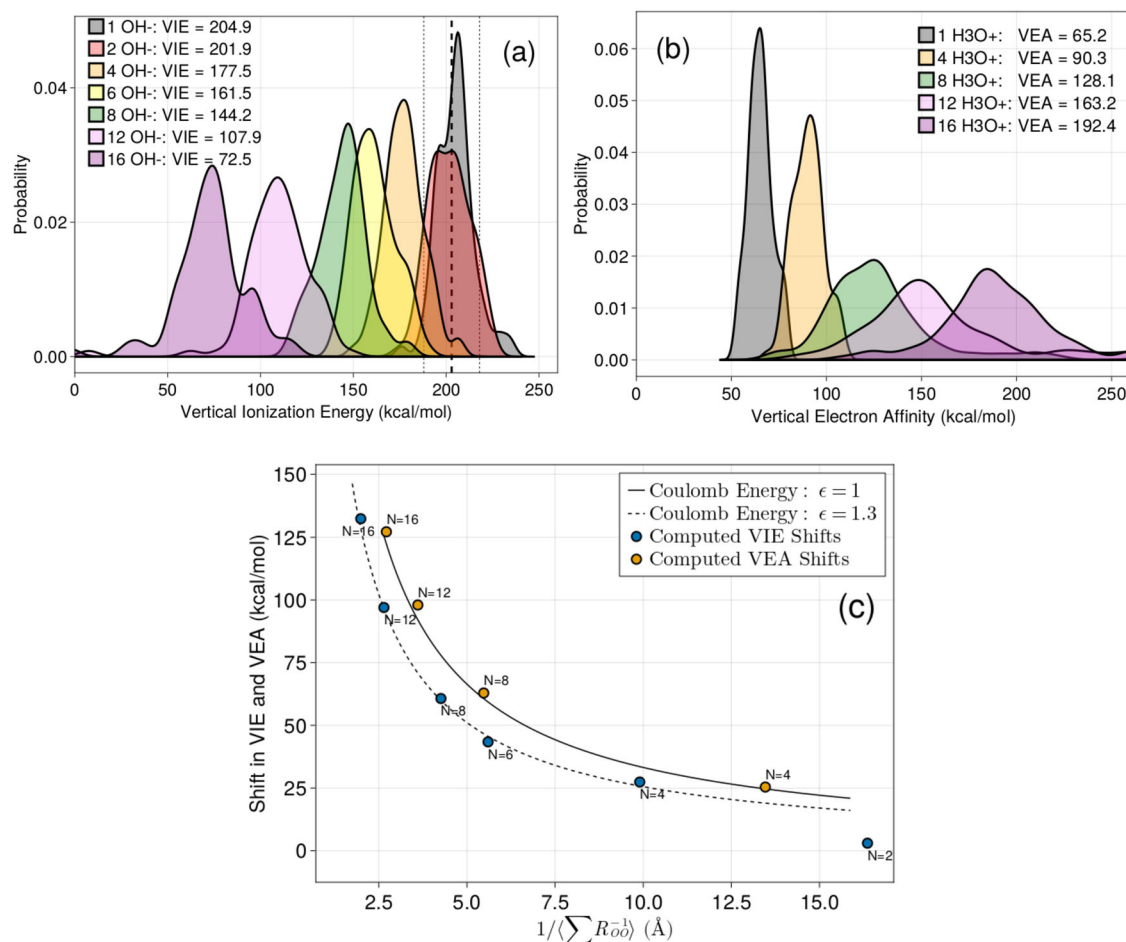 1 OH-: VIE = 204.9
2 OH-: VIE = 201.9
4 OH-: VIE = 177.5
6 OH-: VIE = 161.5
8 OH-: VIE = 144.2
12 OH-: VIE = 107.9
16 OH-: VIE = 72.5
(a)
Probability
0.04
0.02
0.00
0
50
100
150
200
250
Vertical Ionization Energy (kcal/mol)
(b)
1 H3O+: VEA = 65.2
4 H3O+: VEA = 90.3
8 H3O+: VEA = 128.1
12 H3O+: VEA = 163.2
16 H3O+: VEA = 192.4
Probability
0.06
0.05
0.04
0.03
0.02
0.01
0.00
0
50
100
150
200
250
Vertical Electron Affinity (kcal/mol)
Shift in VIE and VEA (kcal/mol)
150
125
100
75
50
25
0
Coulomb Energy : ϵ = 1
Coulomb Energy : ϵ = 1.3
Computed VIE Shifts
Computed VEA Shifts
(c)
N=16
N=16
N=12
N=12
N=8
N=8
N=6
N=4
N=4
N=2
2.5
5.0
7.5
10.0
12.5
15.0
1/⟨∑ R_{OO}^{-1}⟩ (Å)